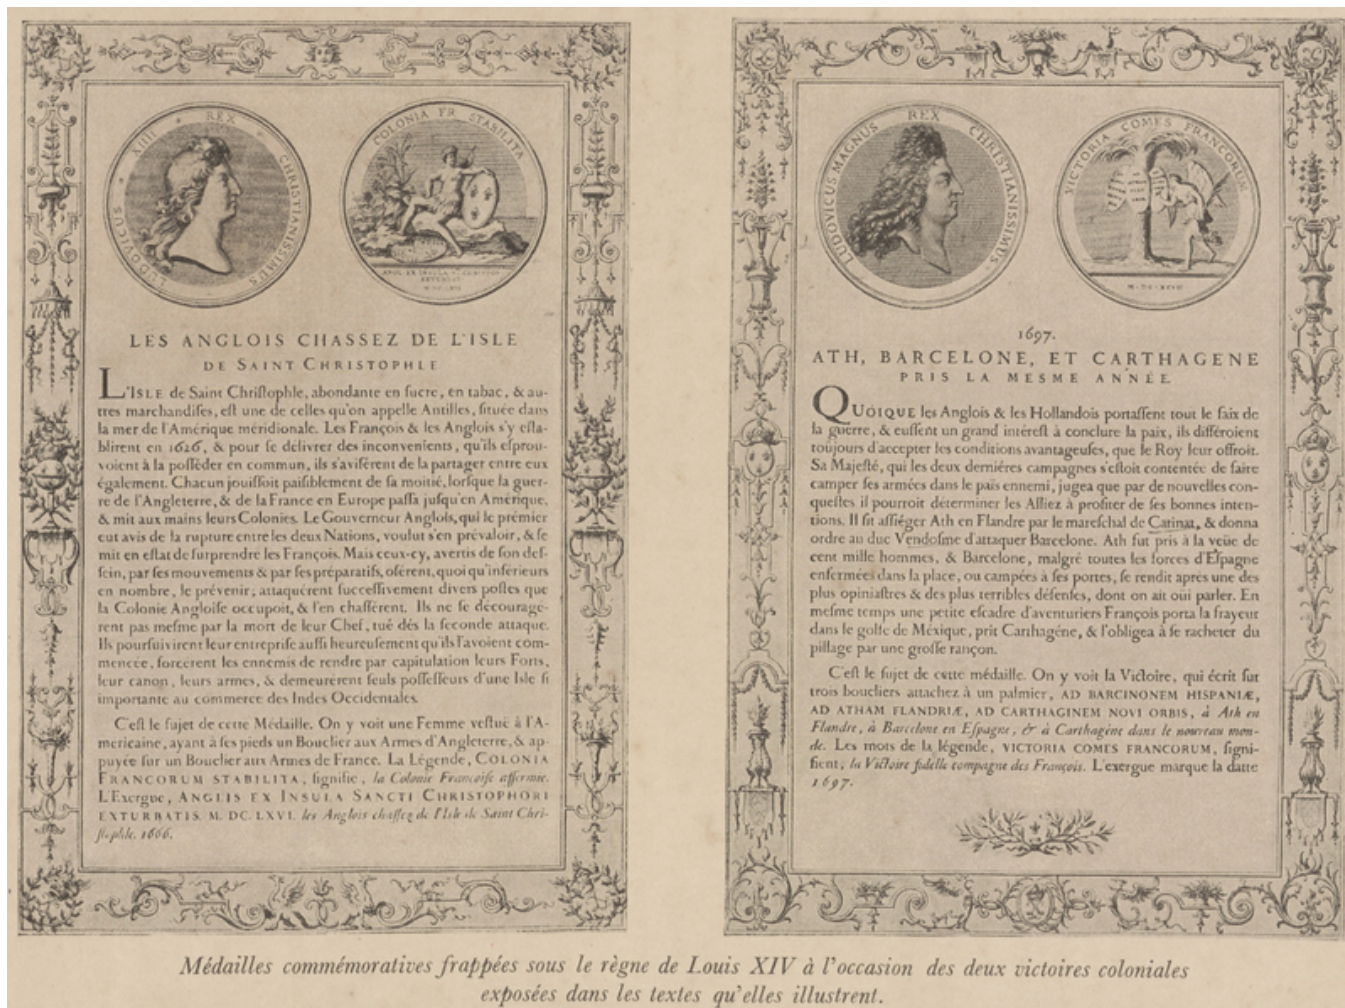 LUDOVICUS XIIII REX CHRISTIANISSIMUS
COLONIA FR STABILITA
LES ANGLOIS CHASSEZ DE L'ISLE
DE SAINT CHRISTOPHLE
L'ISLE de Saint Chriſtophle, abondante en ſucre, en tabac, & au-
tres marchandiſes, eſt une de celles qu'on appelle Antilles, ſituée dans
la mer de l'Amérique méridionale. Les François & les Anglois s'y eſta-
blirent en 1626, & pour ſe délivrer des inconvenients, qu'ils eſprou-
voient à la poſſéder en commun, ils s'aviſérent de la partager entre eux
également. Chacun jouiſſoit paiſiblement de ſa moitié, lorſque la guer-
re de l'Angleterre, & de la France en Europe paſſa juſqu'en Amérique,
& mit aux mains leurs Colonies. Le Gouverneur Anglois, qui le prémier
eut avis de la rupture entre les deux Nations, voulut s'en prévaloir, & ſe
mit en eſtat de ſurprendre les François. Mais ceux-cy, avertis de ſon deſ-
ſein, par ſes mouvements & par ſes préparatifs, oſérent, quoi qu'inférieurs
en nombre, le prévenir; attaquérent ſucceſſivement divers poſtes que
la Colonie Angloiſe occupoit, & l'en chaſſérent. Ils ne ſe décourage-
rent pas meſme par la mort de leur Chef, tué dés la ſeconde attaque.
Ils pourſuivirent leur entrepriſe auſſi heureuſement qu'ils l'avoient com-
mencée, forcérent les ennemis de rendre par capitulation leurs Forts,
leur canon, leurs armes, & demeurérent ſeuls poſſeſſeurs d'une Iſle ſi
importante au commerce des Indes Occidentales.
C'eſt le ſujet de cette Médaille. On y voit une Femme veſtuë à l'A-
mericaine, ayant à ſes pieds un Bouclier aux Armes d'Angleterre, & ap-
puyée ſur un Bouclier aux Armes de France. La Légende, COLONIA
FRANCORUM STABILITA, ſignifie, la Colonie Françoiſe affermie.
L'Exergue, ANGLIS EX INSULA SANCTI CHRISTOPHORI
EXTURBATIS. M. DC. LXVI. les Anglois chaſſez de l'Iſle de Saint Chri-
ſtophle. 1666.
LUDOVICUS MAGNUS REX CHRISTIANISSIMUS.
VICTORIA COMES FRANCORUM
M·DC·XCVII
1697.
ATH, BARCELONE, ET CARTHAGENE
PRIS LA MESME ANNÉE.
QUOIQUE les Anglois & les Hollandois portaſſent tout le faix de
la guerre, & euſſent un grand intéreſt à conclure la paix, ils différoient
toujours d'accepter les conditions avantageuſes, que le Roy leur offroit.
Sa Majeſté, qui les deux derniéres campagnes s'eſtoit contentée de faire
camper ſes armées dans le païs ennemi, jugea que par de nouvelles con-
queſtes il pourroit déterminer les Alliez à profiter de ſes bonnes inten-
tions. Il fit aſſiéger Ath en Flandre par le mareſchal de Catinat, & donna
ordre au duc Vendoſme d'attaquer Barcelone. Ath fut pris à la veüe de
cent mille hommes, & Barcelone, malgré toutes les forces d'Eſpagne
enfermées dans la place, ou campées à ſes portes, ſe rendit aprés une des
plus opiniaſtres & des plus terribles défenſes, dont on ait oui parler. En
meſme temps une petite eſcadre d'aventuriers François porta la frayeur
dans le golfe de Méxique, prit Carthagéne, & l'obligea à ſe racheter du
pillage par une groſſe rançon.
C'eſt le ſujet de cette médaille. On y voit la Victoire, qui écrit ſur
trois boucliers attachez à un palmier, AD BARCINONEM HISPANIÆ,
AD ATHAM FLANDRIÆ, AD CARTHAGINEM NOVI ORBIS, à Ath en
Flandre, à Barcelone en Eſpagne, & à Carthagéne dans le nouveau mon-
de. Les mots de la légende, VICTORIA COMES FRANCORUM, ſigni-
fient, la Victoire fidelle compagne des François. L'exergue marque la datte
1697.
Médailles commémoratives frappées sous le règne de Louis XIV à l'occasion des deux victoires coloniales
exposées dans les textes qu'elles illustrent.